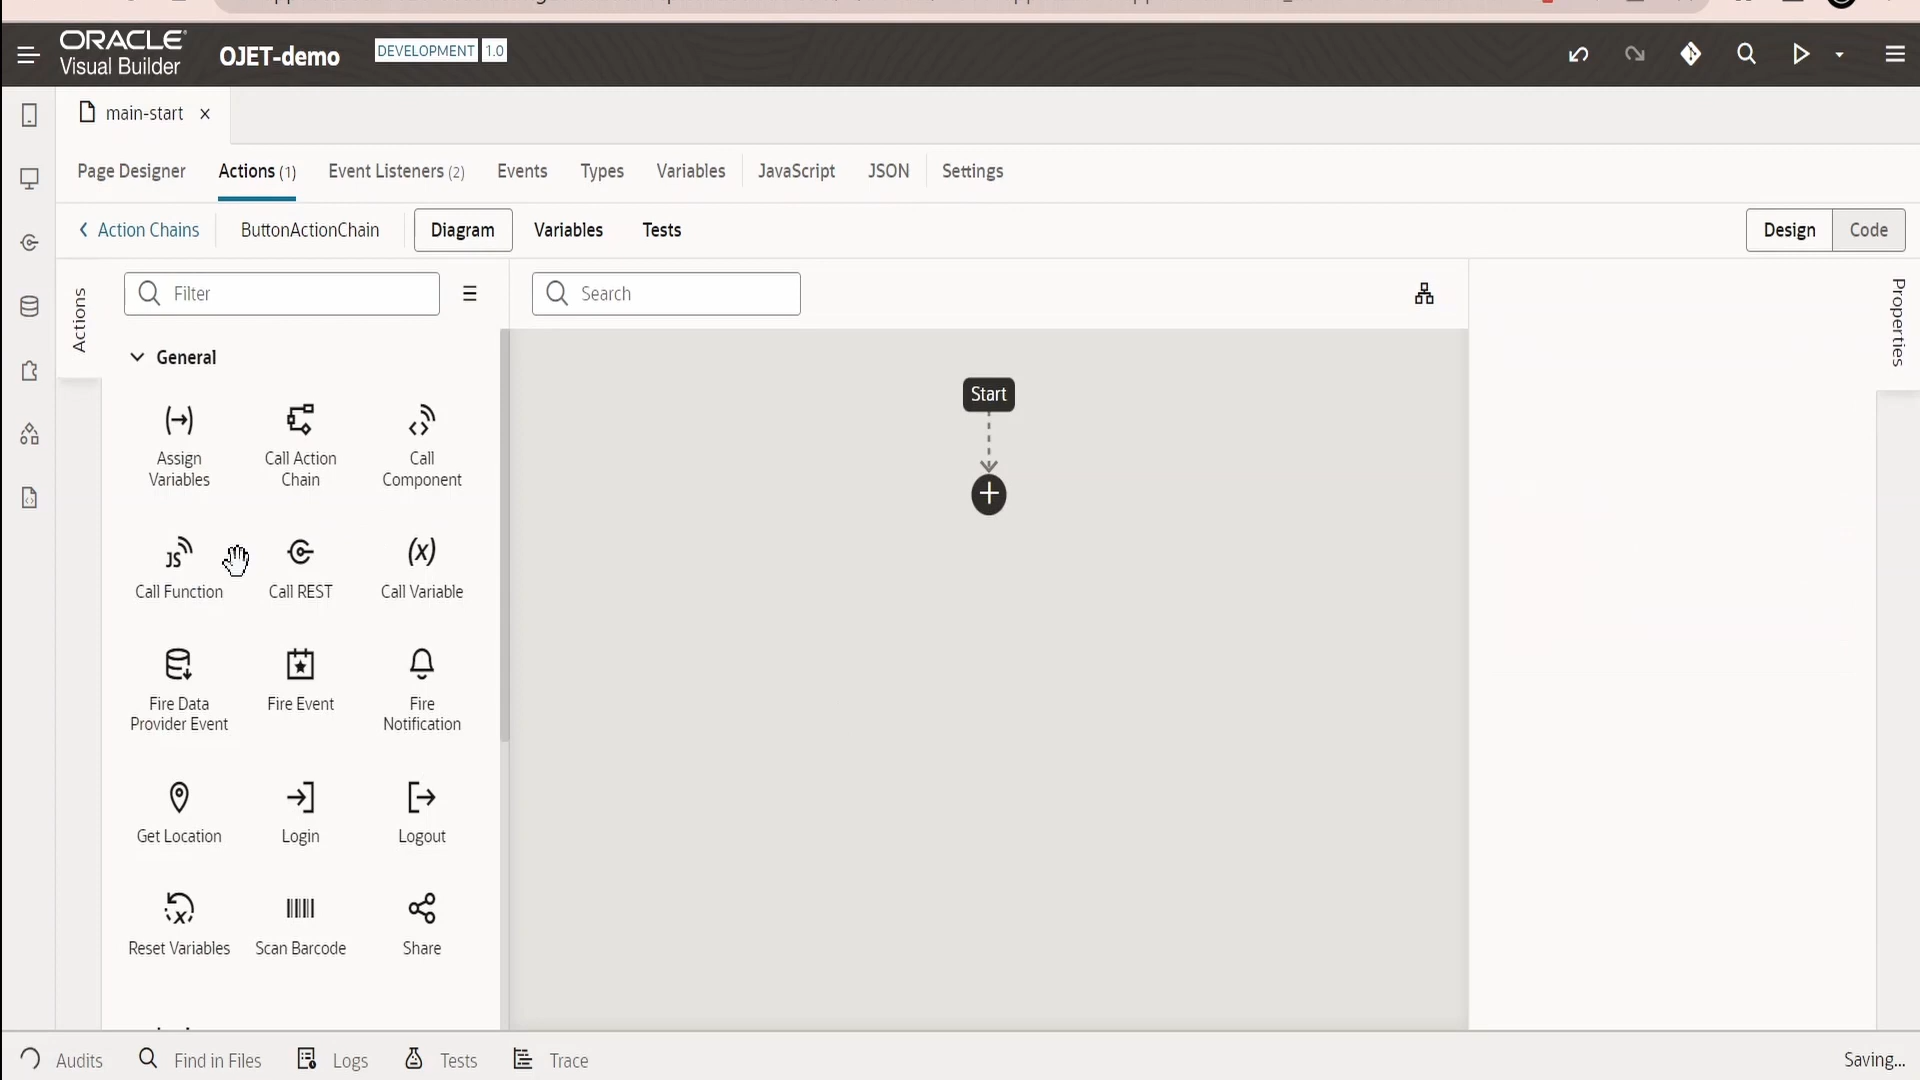 ORACLE
Visual Builder
OJET-demo
DEVELOPMENT 1.0
main-start
Page Designer
Actions (1)
Event Listeners (2)
Events
Types
Variables
JavaScript
JSON
Settings
Action Chains
ButtonActionChain
Diagram
Variables
Tests
Design
Code
Actions
Filter
Search
Properties
General
Start
Assign
Variables
Call Action
Chain
Call
Component
JS
Call Function
Call REST
(x)
Call Variable
Fire Data
Provider Event
Fire Event
Fire
Notification
Get Location
Login
Logout
x
Reset Variables
Scan Barcode
Share
Audits
Find in Files
Logs
Tests
Trace
Saving...